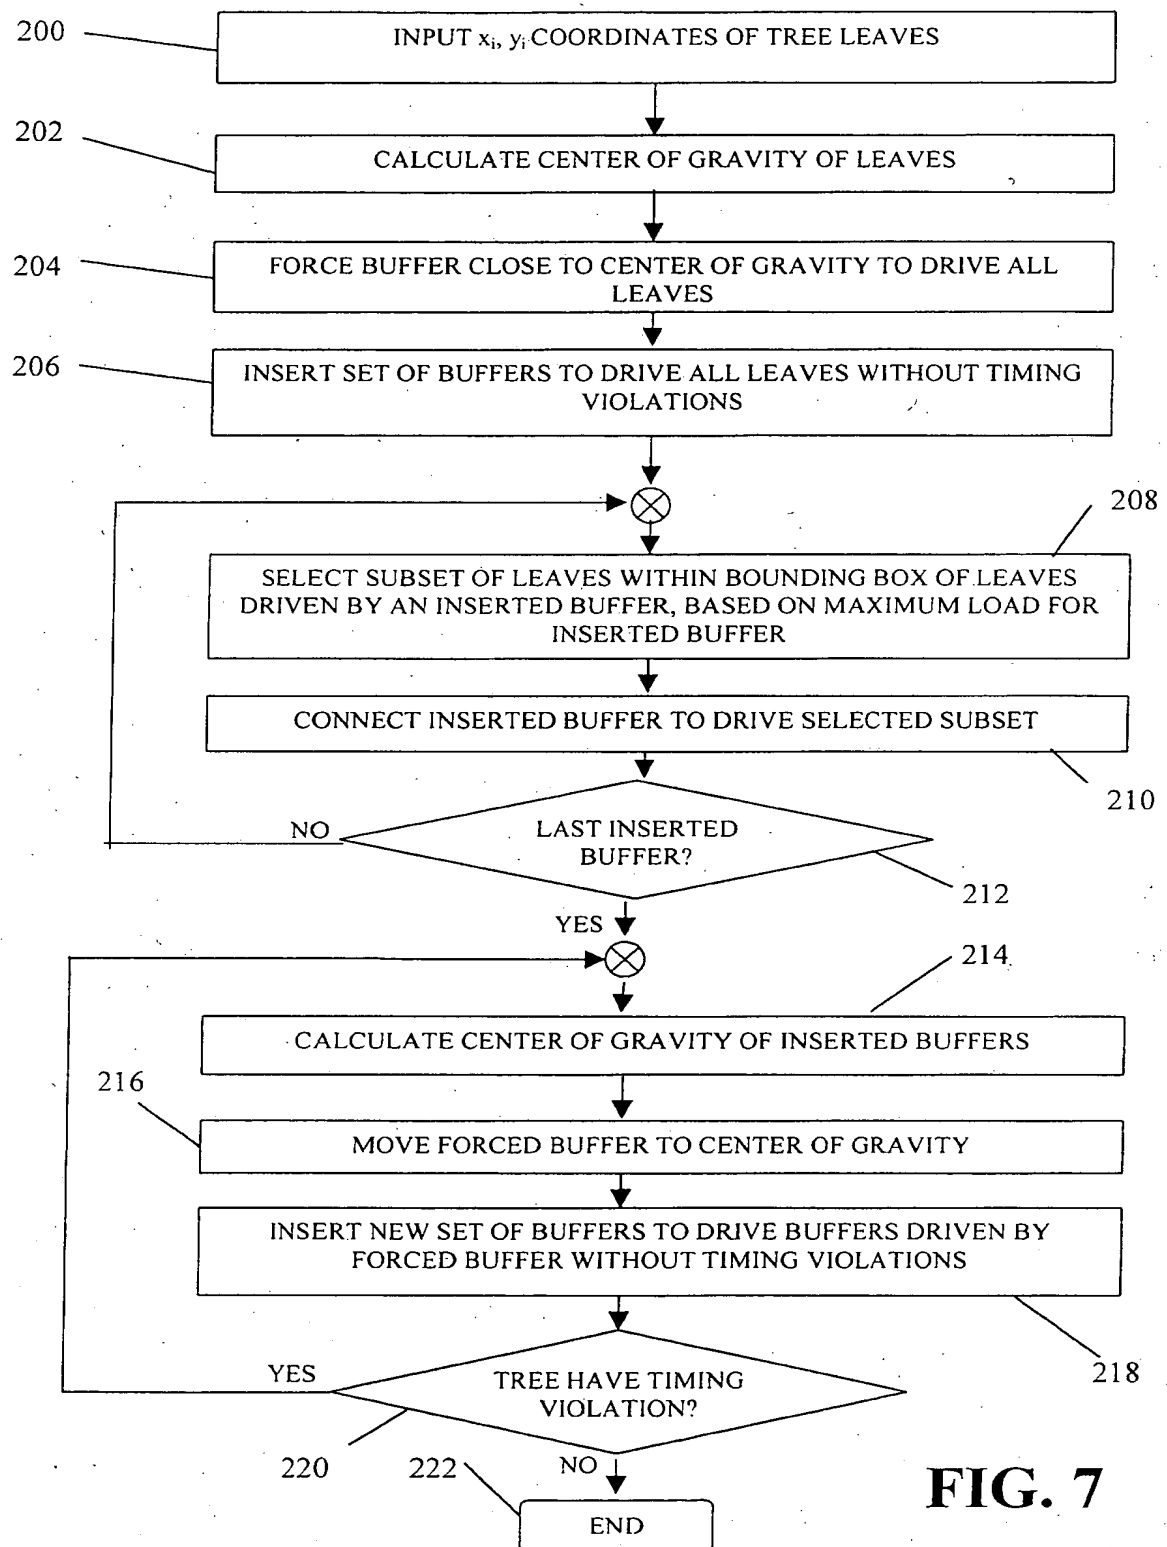 200
INPUT xi, yi COORDINATES OF TREE LEAVES
202
CALCULATE CENTER OF GRAVITY OF LEAVES
204
FORCE BUFFER CLOSE TO CENTER OF GRAVITY TO DRIVE ALL
LEAVES
206
INSERT SET OF BUFFERS TO DRIVE ALL LEAVES WITHOUT TIMING
VIOLATIONS
208
SELECT SUBSET OF LEAVES WITHIN BOUNDING BOX OF LEAVES
DRIVEN BY AN INSERTED BUFFER, BASED ON MAXIMUM LOAD FOR
INSERTED BUFFER
CONNECT INSERTED BUFFER TO DRIVE SELECTED SUBSET
210
NO
LAST INSERTED
BUFFER?
212
YES
214
CALCULATE CENTER OF GRAVITY OF INSERTED BUFFERS
216
MOVE FORCED BUFFER TO CENTER OF GRAVITY
INSERT NEW SET OF BUFFERS TO DRIVE BUFFERS DRIVEN BY
FORCED BUFFER WITHOUT TIMING VIOLATIONS
218
YES
TREE HAVE TIMING
VIOLATION?
220
NO
222
END
FIG. 7